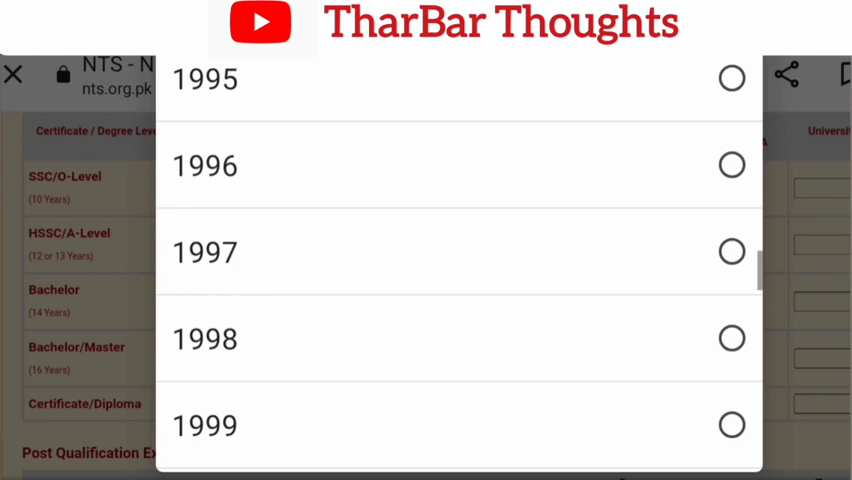 TharBar Thoughts
NTS - N
nts.org.pk
1995
1996
1997
1998
1999
Certificate / Degree Leve
A
Universi
SSC/O-Level
(10 Years)
HSSC/A-Level
(12 or 13 Years)
Bachelor
(14 Years)
Bachelor/Master
(16 Years)
Certificate/Diploma
Post Qualification Ex